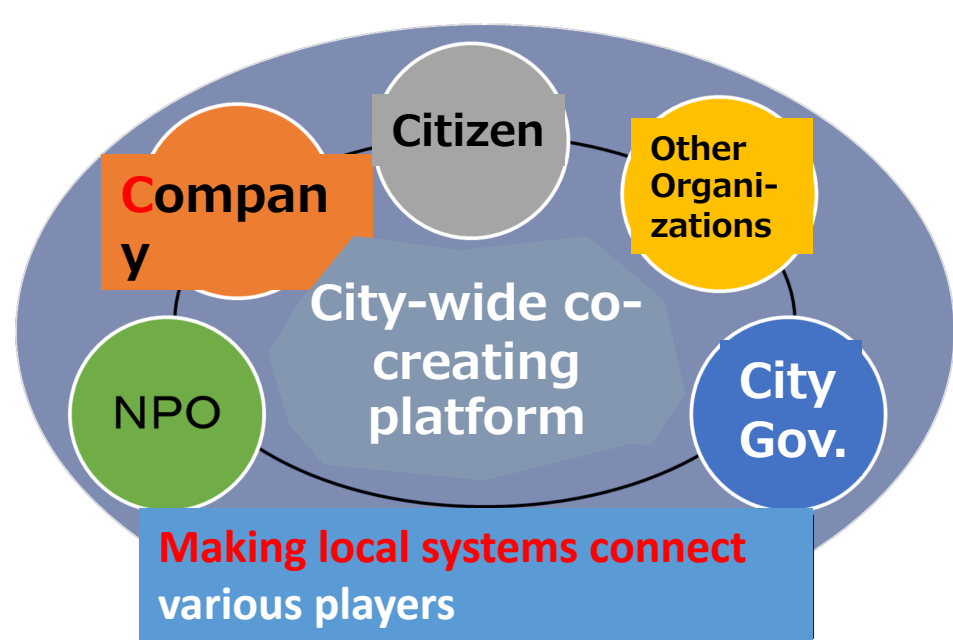 Citizen
Other
Organi-
zations
Compan
y
City-wide co-
creating
platform
NPO
City
Gov.
Making local systems connect
various players